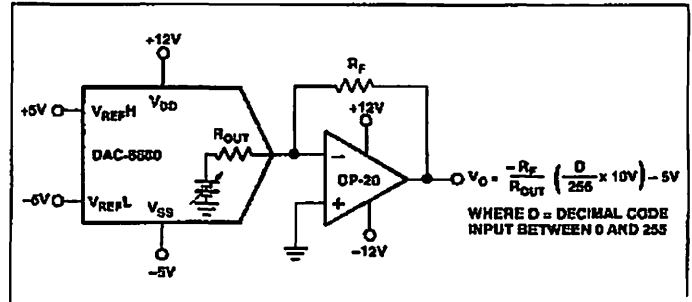 +12V
RF
+5V
VREFH
VDD
+12V
ROUT
DAC-8800
OP-20
VO = -RF/ROUT (D/256 x 10V) - 5V
-5V
VREFL
VSS
WHERE D = DECIMAL CODE
INPUT BETWEEN 0 AND 255
-12V
-5V